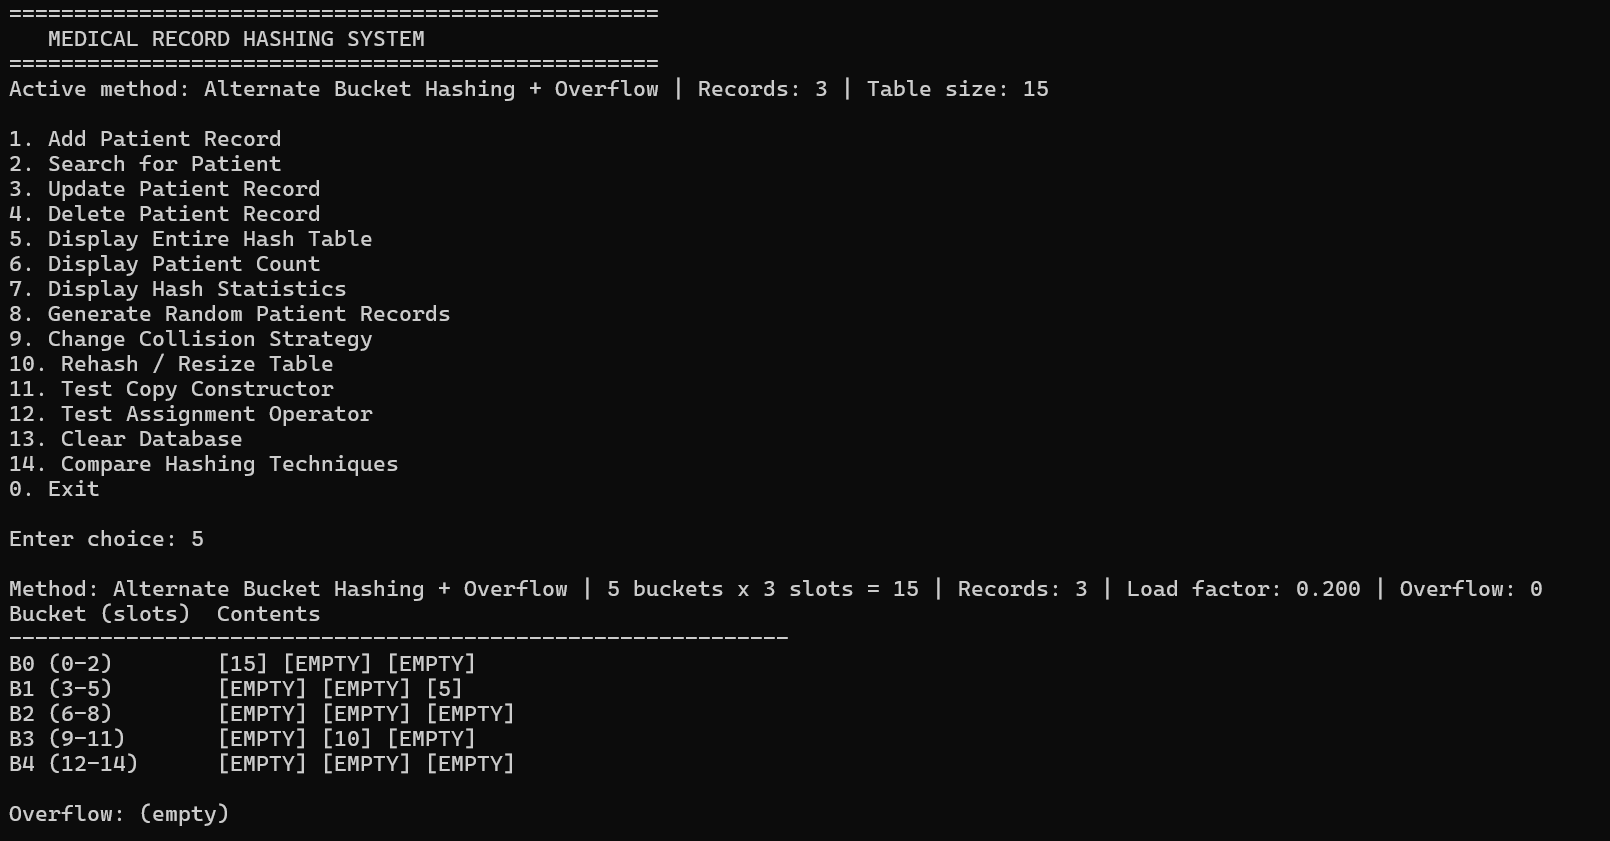 ==================================================
   MEDICAL RECORD HASHING SYSTEM
==================================================
Active method: Alternate Bucket Hashing + Overflow | Records: 3 | Table size: 15
1. Add Patient Record
2. Search for Patient
3. Update Patient Record
4. Delete Patient Record
5. Display Entire Hash Table
6. Display Patient Count
7. Display Hash Statistics
8. Generate Random Patient Records
9. Change Collision Strategy
10. Rehash / Resize Table
11. Test Copy Constructor
12. Test Assignment Operator
13. Clear Database
14. Compare Hashing Techniques
0. Exit
Enter choice: 5
Method: Alternate Bucket Hashing + Overflow | 5 buckets x 3 slots = 15 | Records: 3 | Load factor: 0.200 | Overflow: 0
Bucket (slots)  Contents
------------------------------------------------------------
B0 (0-2)        [15] [EMPTY] [EMPTY]
B1 (3-5)        [EMPTY] [EMPTY] [5]
B2 (6-8)        [EMPTY] [EMPTY] [EMPTY]
B3 (9-11)       [EMPTY] [10] [EMPTY]
B4 (12-14)      [EMPTY] [EMPTY] [EMPTY]
Overflow: (empty)